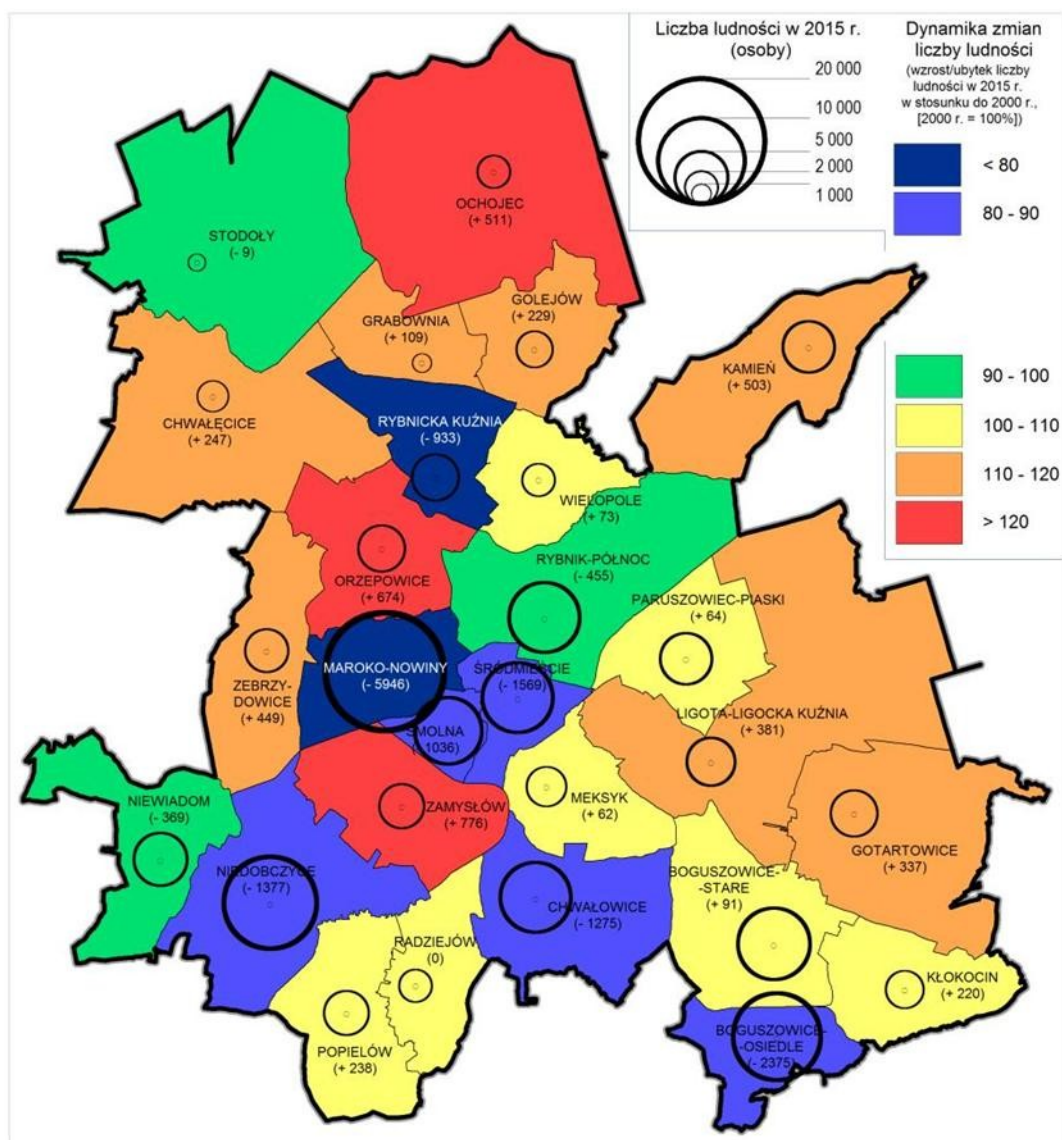 Liczba ludności w 2015 r.
(osoby)
20 000
10 000
5 000
2 000
1 000
Dynamika zmian
liczby ludności
(wzrost/ubytek liczby
ludności w 2015 r.
w stosunku do 2000 r.,
[2000 r. = 100%])
< 80
80 - 90
90 - 100
100 - 110
110 - 120
> 120
OCHOJEC
(+ 511)
STODOŁY
(- 9)
GOLEJÓW
(+ 229)
GRABOWNIA
(+ 109)
KAMIEŃ
(+ 503)
CHWAŁĘCICE
(+ 247)
RYBNICKA KUŹNIA
(- 933)
WIELOPOLE
(+ 73)
RYBNIK-PÓŁNOC
(- 455)
ORZEPOWICE
(+ 674)
PARUSZOWIEC-PIASKI
(+ 64)
MAROKO-NOWINY
(- 5946)
ŚRÓDMIEŚCIE
(- 1569)
ZEBRZY-
DOWICE
(+ 449)
SMOLNA
(- 1036)
LIGOTA-LIGOCKA KUŹNIA
(+ 381)
NIEWIADOM
(- 369)
ZAMYSŁÓW
(+ 776)
MEKSYK
(+ 62)
GOTARTOWICE
(+ 337)
NIEDOBCZYCE
(- 1377)
BOGUSZOWICE-
-STARE
(+ 91)
CHWAŁOWICE
(- 1275)
RADZIEJÓW
(0)
KŁOKOCIN
(+ 220)
POPIELÓW
(+ 238)
BOGUSZOWICE-
-OSIEDLE
(- 2375)